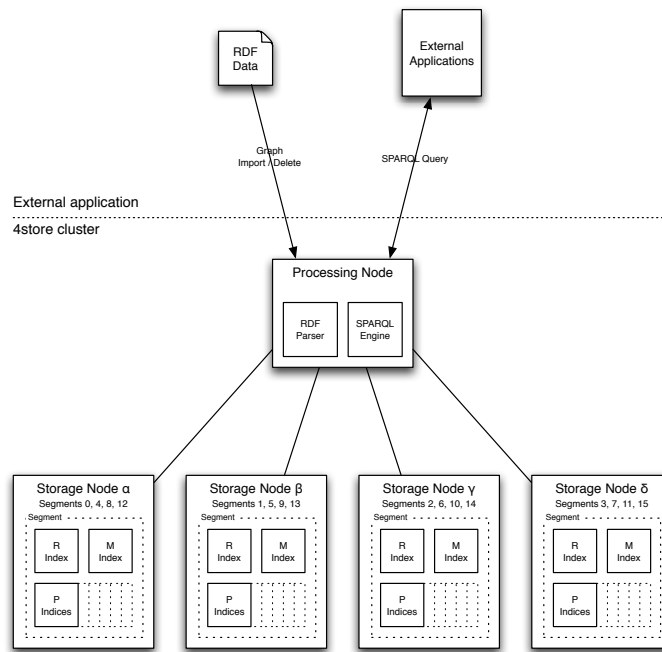 RDF
Data
External
Applications
Graph
Import / Delete
SPARQL Query
External application
4store cluster
Processing Node
RDF
Parser
SPARQL
Engine
Storage Node α
Segments 0, 4, 8, 12
Segment
R
Index
M
Index
P
Indices
Storage Node β
Segments 1, 5, 9, 13
Segment
R
Index
M
Index
P
Indices
Storage Node γ
Segments 2, 6, 10, 14
Segment
R
Index
M
Index
P
Indices
Storage Node δ
Segments 3, 7, 11, 15
Segment
R
Index
M
Index
P
Indices